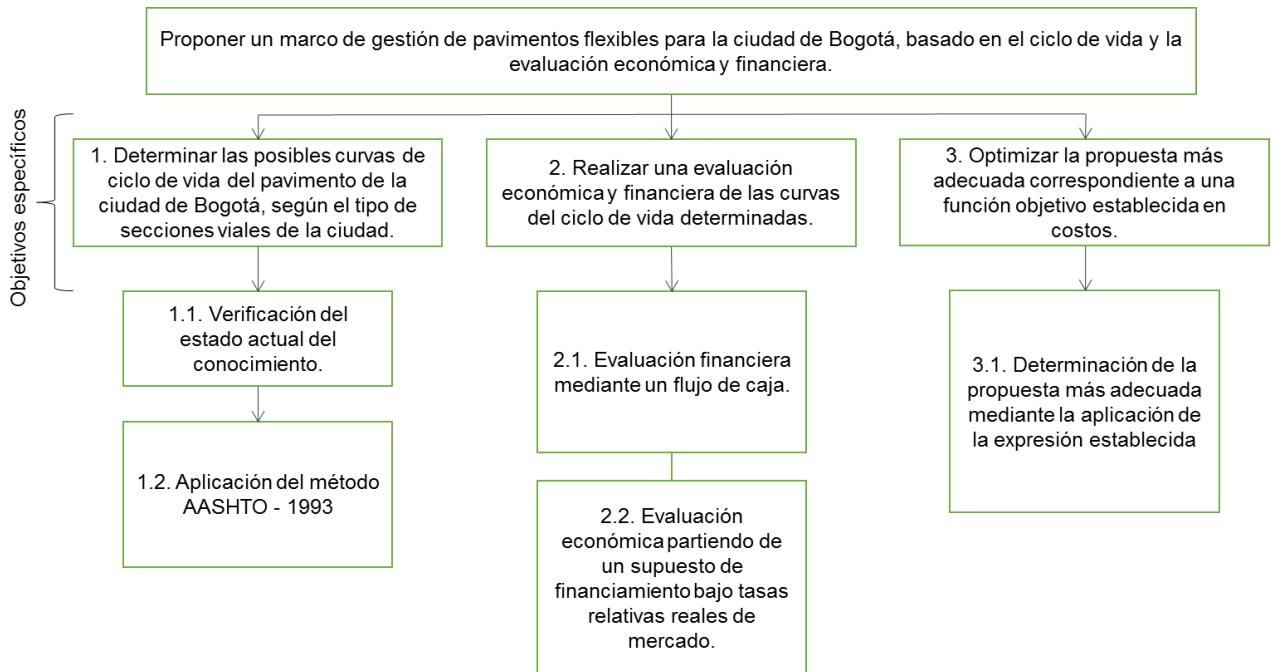 Proponer un marco de gestión de pavimentos flexibles para la ciudad de Bogotá, basado en el ciclo de vida y la
evaluación económica y financiera.
Objetivos específicos
1. Determinar las posibles curvas de
ciclo de vida del pavimento de la
ciudad de Bogotá, según el tipo de
secciones viales de la ciudad.
2. Realizar una evaluación
económica y financiera de las curvas
del ciclo de vida determinadas.
3. Optimizar la propuesta más
adecuada correspondiente a una
función objetivo establecida en
costos.
1.1. Verificación del
estado actual del
conocimiento.
2.1. Evaluación financiera
mediante un flujo de caja.
3.1. Determinación de la
propuesta más adecuada
mediante la aplicación de
la expresión establecida
1.2. Aplicación del método
AASHTO - 1993
2.2. Evaluación
económica partiendo de
un supuesto de
financiamiento bajo tasas
relativas reales de
mercado.